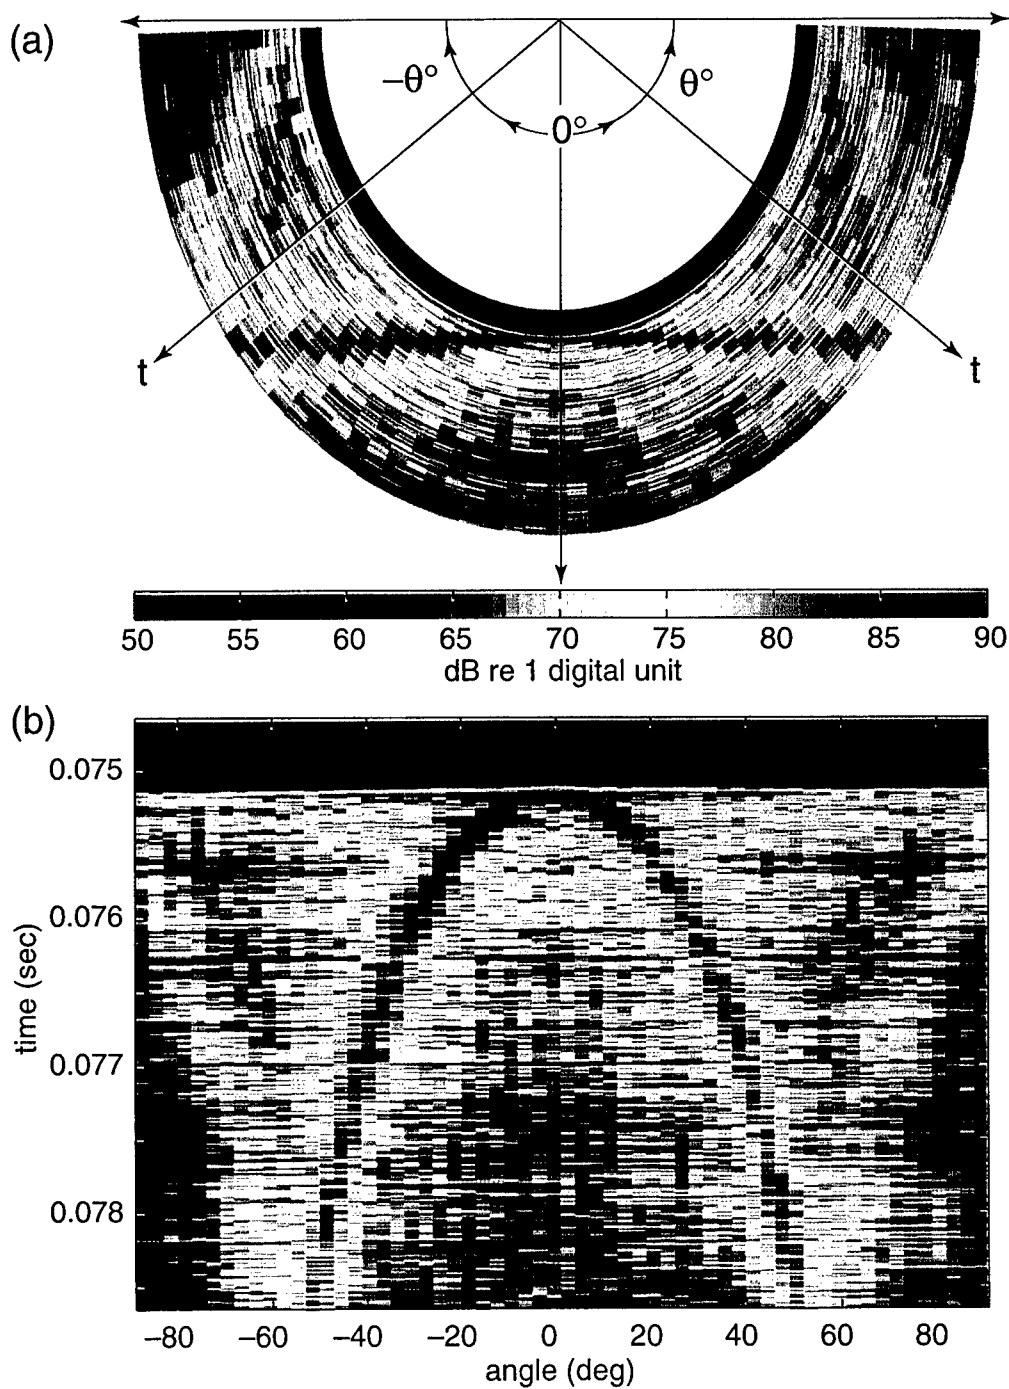 (a)
−θ° θ°
0°
t t
50 55 60 65 70 75 80 85 90
dB re 1 digital unit
(b)
0.075
0.076
0.077
0.078
time (sec)
−80 −60 −40 −20 0 20 40 60 80
angle (deg)